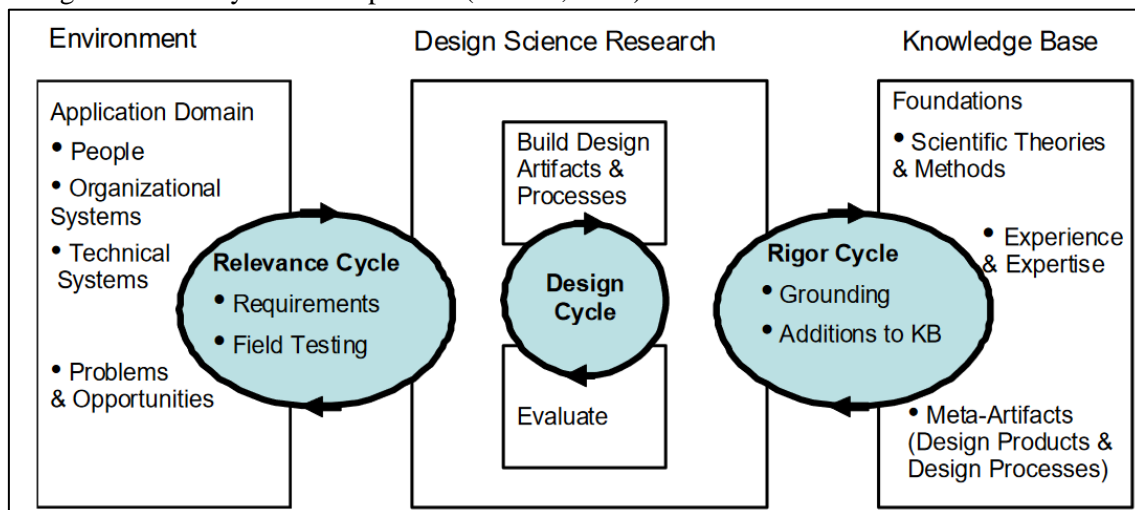 Environment
Design Science Research
Knowledge Base
Application Domain
• People
• Organizational
Systems
• Technical
Systems
• Problems
& Opportunities
Relevance Cycle
• Requirements
• Field Testing
Build Design
Artifacts &
Processes
Design
Cycle
Evaluate
Rigor Cycle
• Grounding
• Additions to KB
Foundations
• Scientific Theories
& Methods
• Experience
& Expertise
• Meta-Artifacts
(Design Products &
Design Processes)